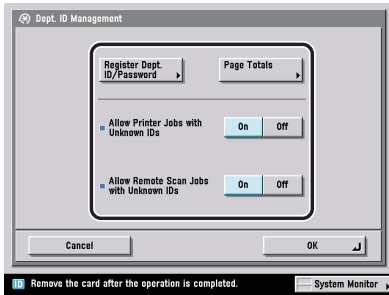 Dept. ID Management
Register Dept.
ID/Password
Page Totals
Allow Printer Jobs with
Unknown IDs
On
Off
Allow Remote Scan Jobs
with Unknown IDs
On
Off
Cancel
OK
ID Remove the card after the operation is completed.
System Monitor